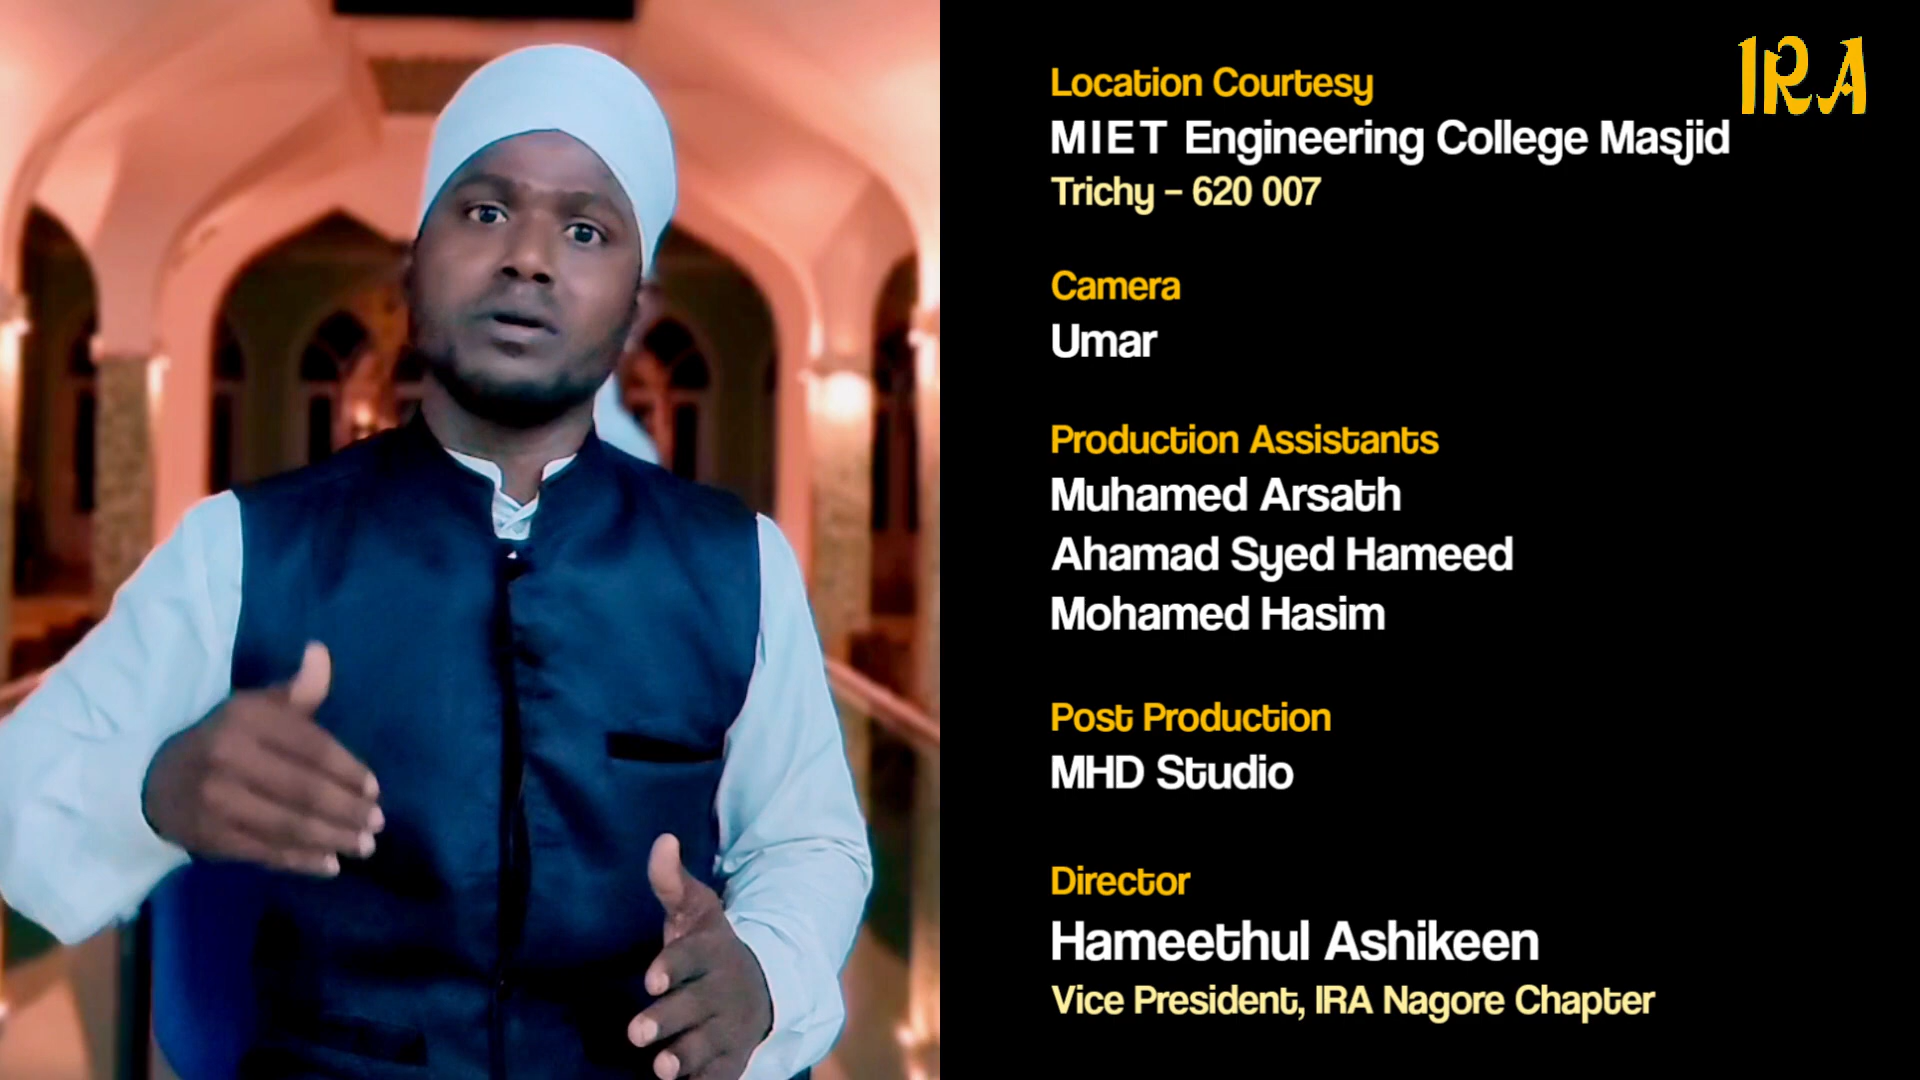 IRA
Location Courtesy
MIET Engineering College Masjid
Trichy – 620 007
Camera
Umar
Production Assistants
Muhamed Arsath
Ahamad Syed Hameed
Mohamed Hasim
Post Production
MHD Studio
Director
Hameethul Ashikeen
Vice President, IRA Nagore Chapter